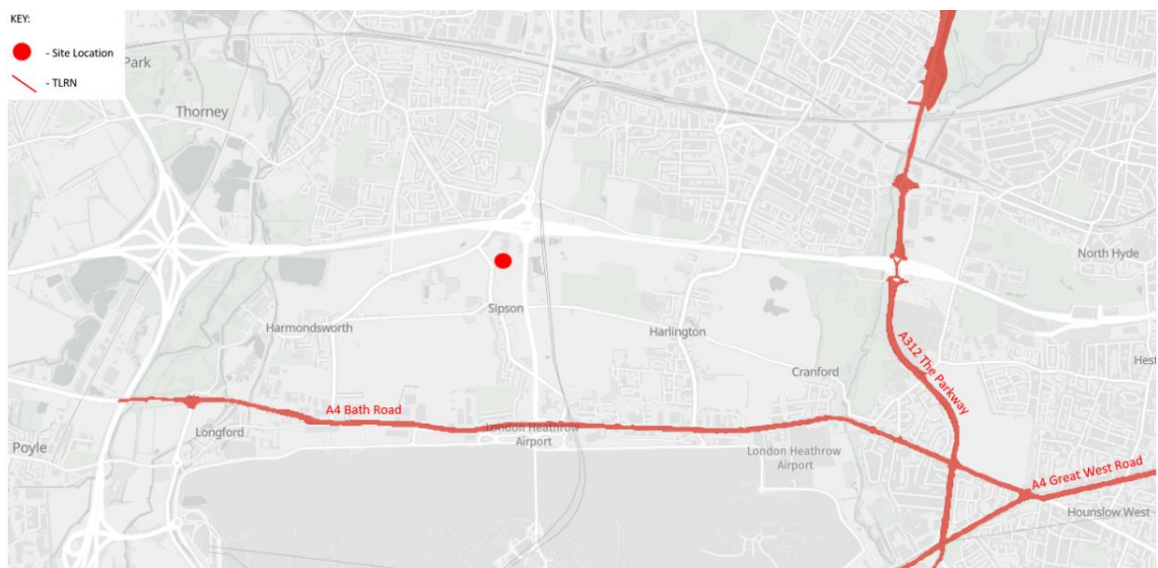 KEY:
- Site Location
- TLRN
Park
Thorney
North Hyde
Sipson
Harmondsworth
Harlington
A312 The Parkway
Hest
Cranford
A4 Bath Road
Longford
London Heathrow
Airport
Poyle
London Heathrow
Airport
A4 Great West Road
Hounslow West